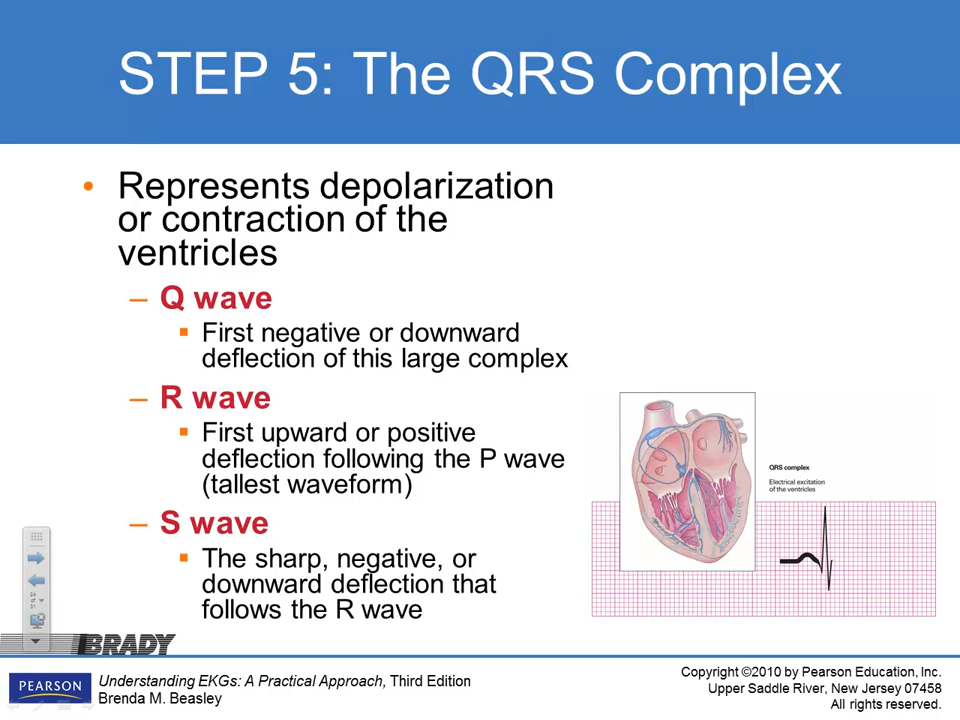 STEP 5: The QRS Complex
• Represents depolarization
or contraction of the
ventricles
– Q wave
▪ First negative or downward
deflection of this large complex
– R wave
▪ First upward or positive
deflection following the P wave
(tallest waveform)
– S wave
▪ The sharp, negative, or
downward deflection that
follows the R wave
QRS complex
Electrical excitation
of the ventricles
BRADY
PEARSON
Understanding EKGs: A Practical Approach, Third Edition
Brenda M. Beasley
Copyright ©2010 by Pearson Education, Inc.
Upper Saddle River, New Jersey 07458
All rights reserved.